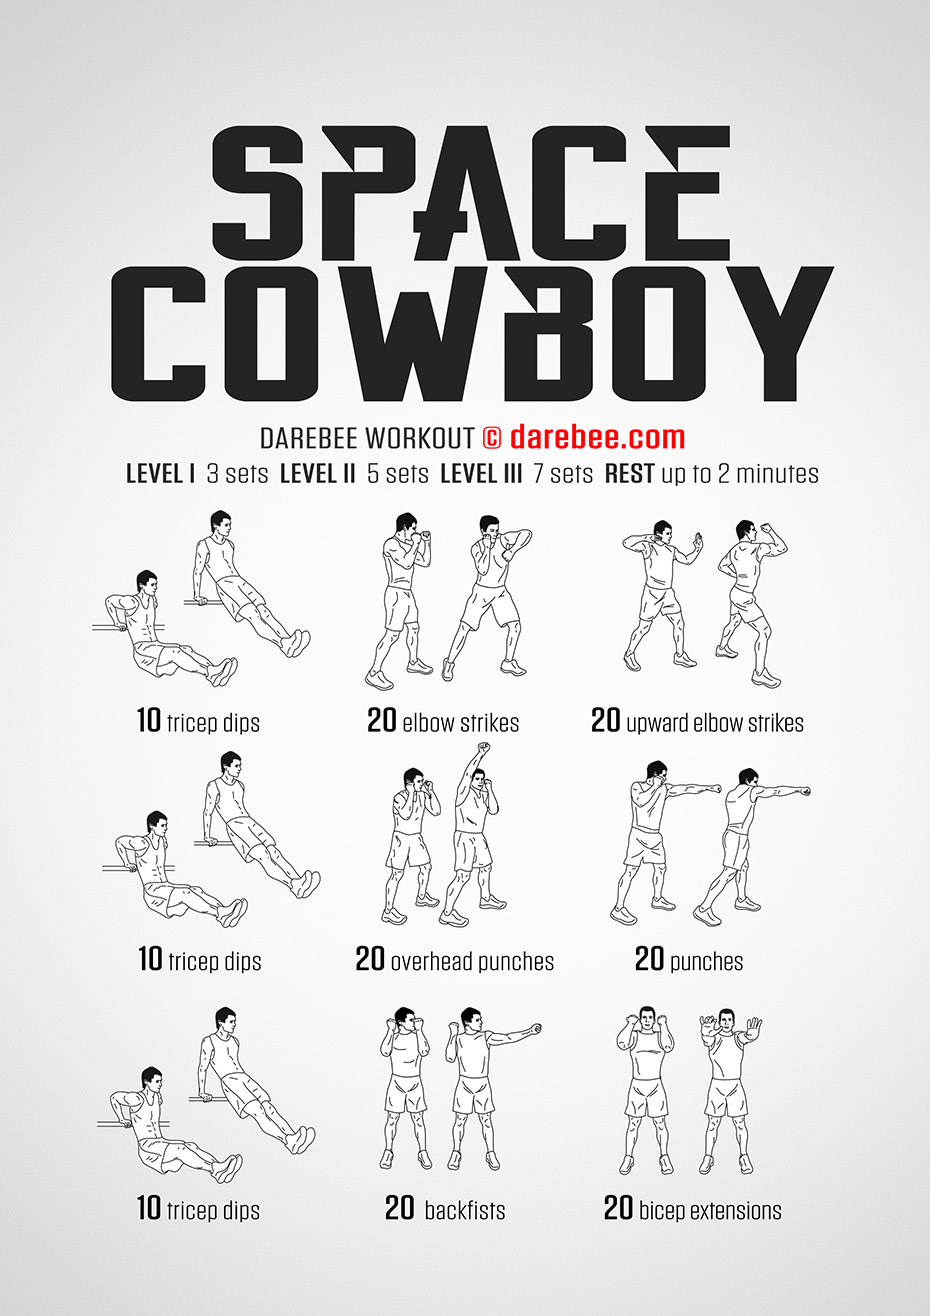 SPACE
COWBOY
DAREBEE WORKOUT © darebee.com
LEVEL I 3 sets LEVEL II 5 sets LEVEL III 7 sets REST up to 2 minutes
10 tricep dips
20 elbow strikes
20 upward elbow strikes
10 tricep dips
20 overhead punches
20 punches
10 tricep dips
20 backfists
20 bicep extensions